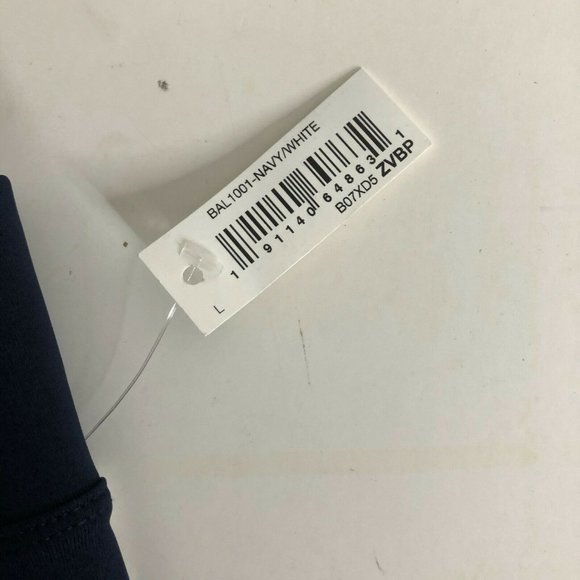 BAL1001-NAVY/WHITE
1 91140 64863 1
B07XD5 ZVBP
L